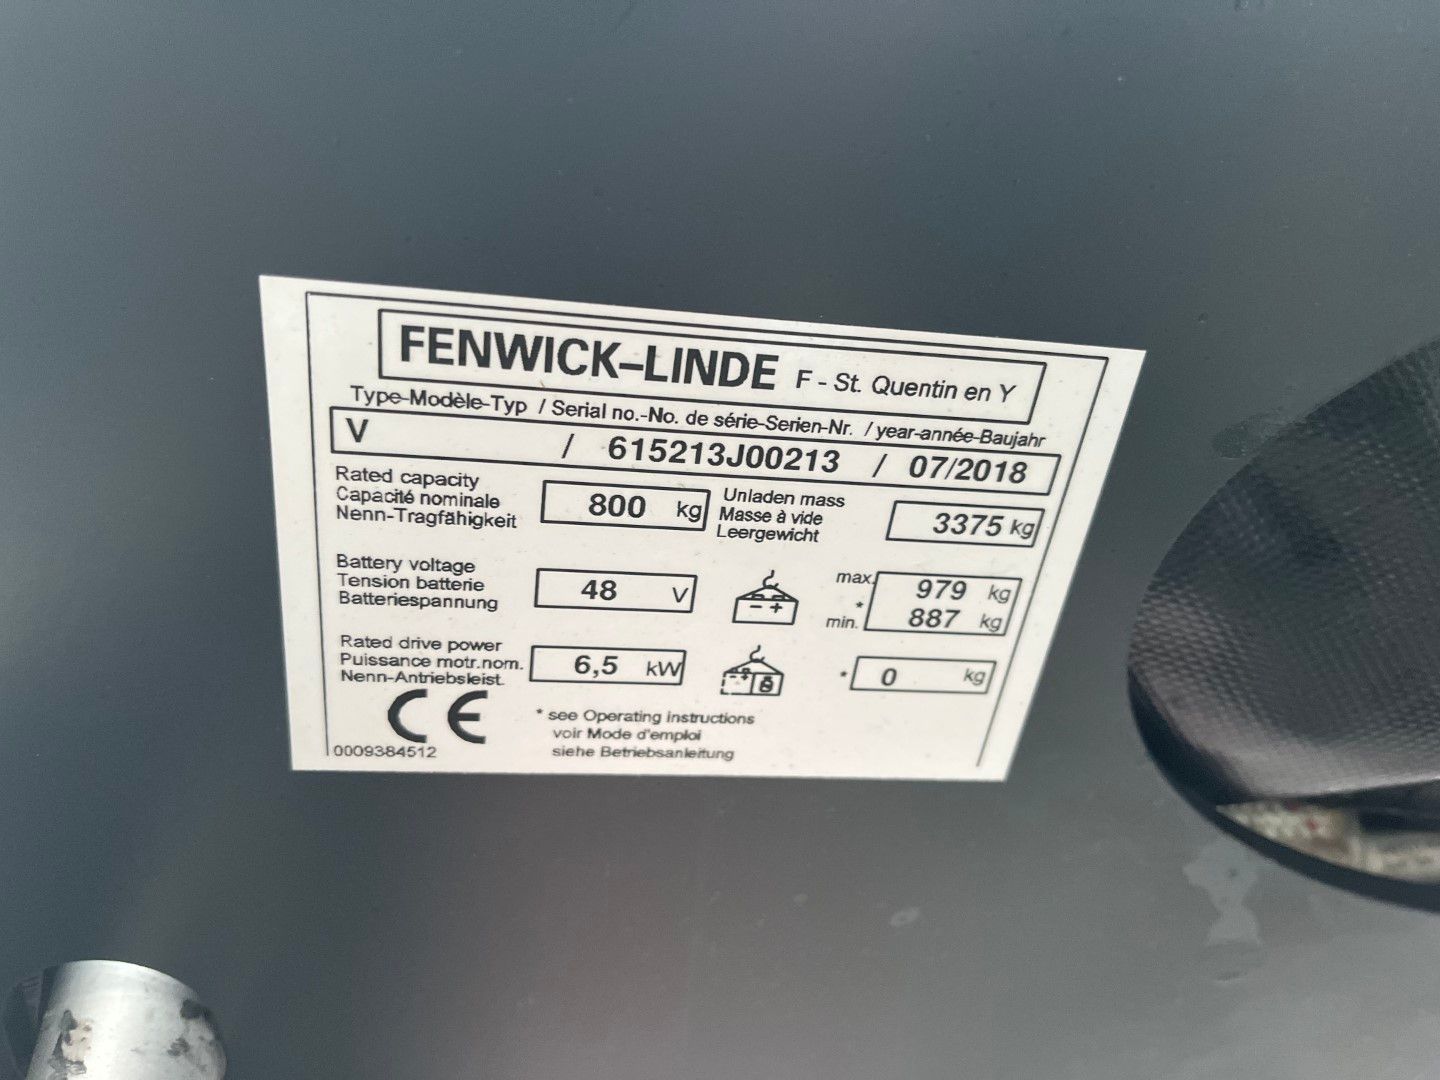 FENWICK–LINDE F - St. Quentin en Y
Type-Modèle-Typ / Serial no.-No. de série-Serien-Nr. / year-année-Baujahr
V / 615213J00213 / 07/2018
Rated capacity
Capacité nominale
Nenn-Tragfähigkeit
800 kg
Unladen mass
Masse à vide
Leergewicht
3375 kg
Battery voltage
Tension batterie
Batteriespannung
48 V
- +
max. 979 kg
*
min. 887 kg
Rated drive power
Puissance motr.nom.
Nenn-Antriebsleist.
6,5 kW
- +
* 0 kg
CE
* see Operating instructions
voir Mode d'emploi
siehe Betriebsanleitung
0009384512